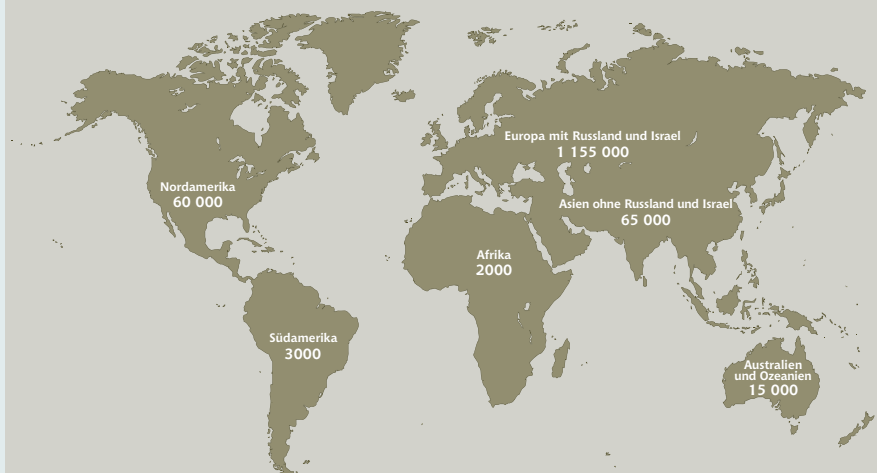 Europa mit Russland und Israel
1 155 000
Nordamerika
60 000
Asien ohne Russland und Israel
65 000
Afrika
2000
Südamerika
3000
Australien
und Ozeanien
15 000